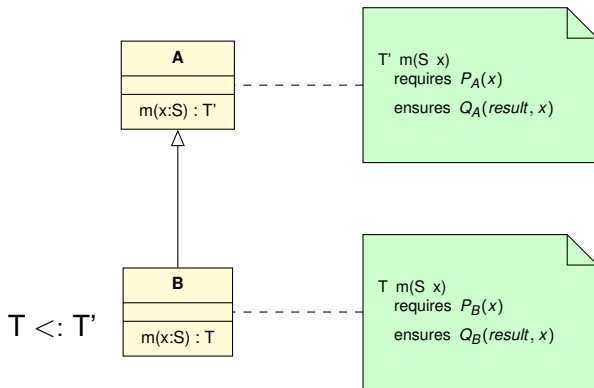 A
m(x:S) : T'
T' m(S x)
requires P_A(x)
ensures Q_A(result, x)
B
m(x:S) : T
T <: T'
T m(S x)
requires P_B(x)
ensures Q_B(result, x)